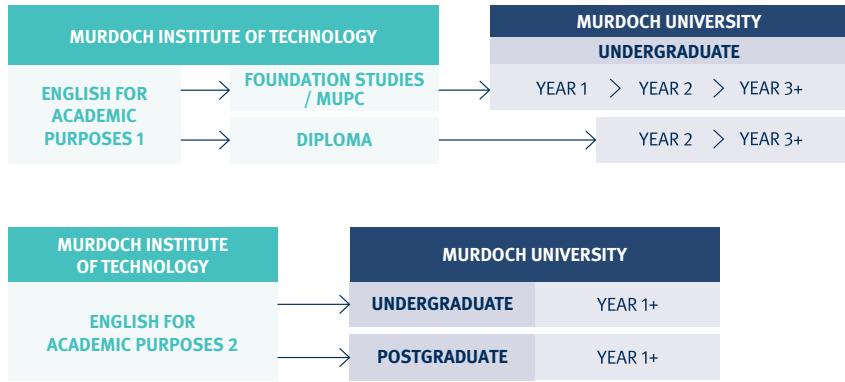 MURDOCH INSTITUTE OF TECHNOLOGY
MURDOCH UNIVERSITY
UNDERGRADUATE
ENGLISH FOR
ACADEMIC
PURPOSES 1
FOUNDATION STUDIES
/ MUPC
YEAR 1 > YEAR 2 > YEAR 3+
DIPLOMA
YEAR 2 > YEAR 3+
MURDOCH INSTITUTE
OF TECHNOLOGY
MURDOCH UNIVERSITY
ENGLISH FOR
ACADEMIC PURPOSES 2
UNDERGRADUATE YEAR 1+
POSTGRADUATE YEAR 1+